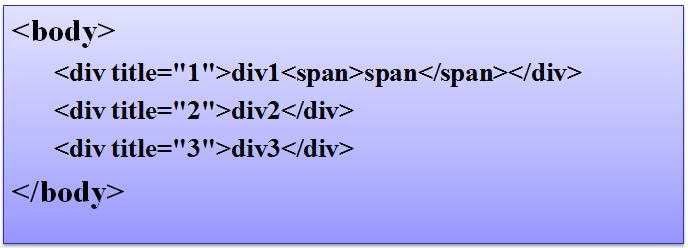 <body>
<div title="1">div1<span>span</span></div>
<div title="2">div2</div>
<div title="3">div3</div>
</body>